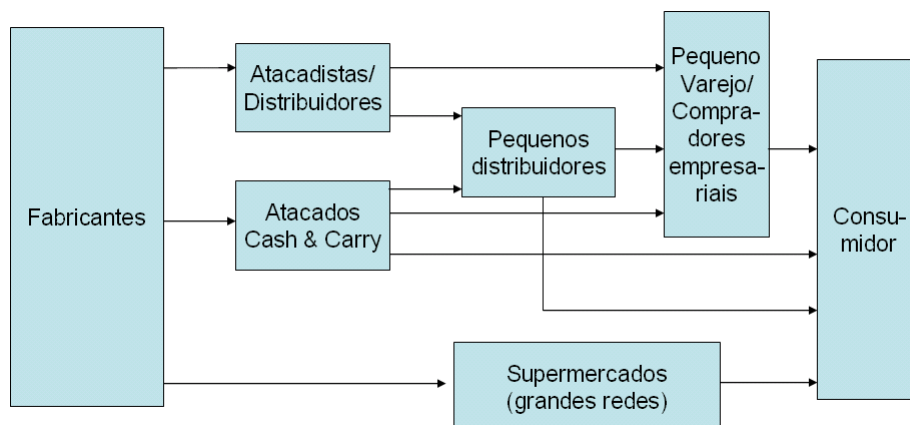 Fabricantes
Atacadistas/
Distribuidores
Atacados
Cash & Carry
Pequenos
distribuidores
Pequeno
Varejo/
Compra-
dores
empresa-
riais
Supermercados
(grandes redes)
Consu-
midor